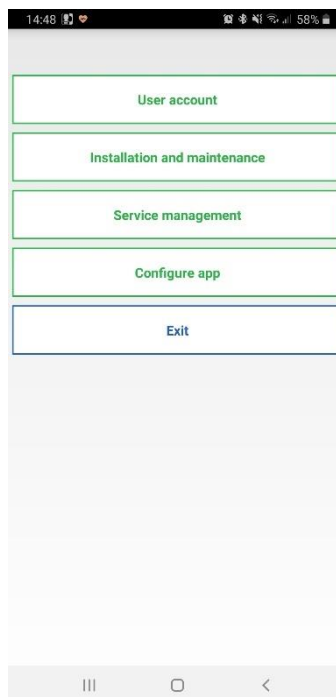 14:48 58%
User account
Installation and maintenance
Service management
Configure app
Exit